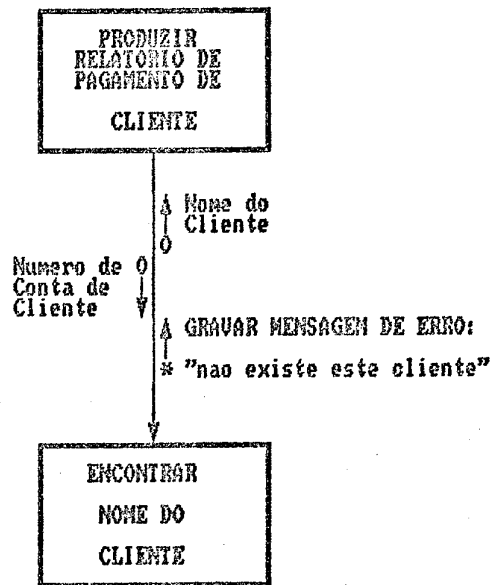 PRODUZIR
RELATORIO DE
PAGAMENTO DE
CLIENTE
Nome do
Cliente
Numero de
Conta de
Cliente
GRAVAR MENSAGEM DE ERRO:
* "nao existe este cliente"
ENCONTRAR
NOME DO
CLIENTE